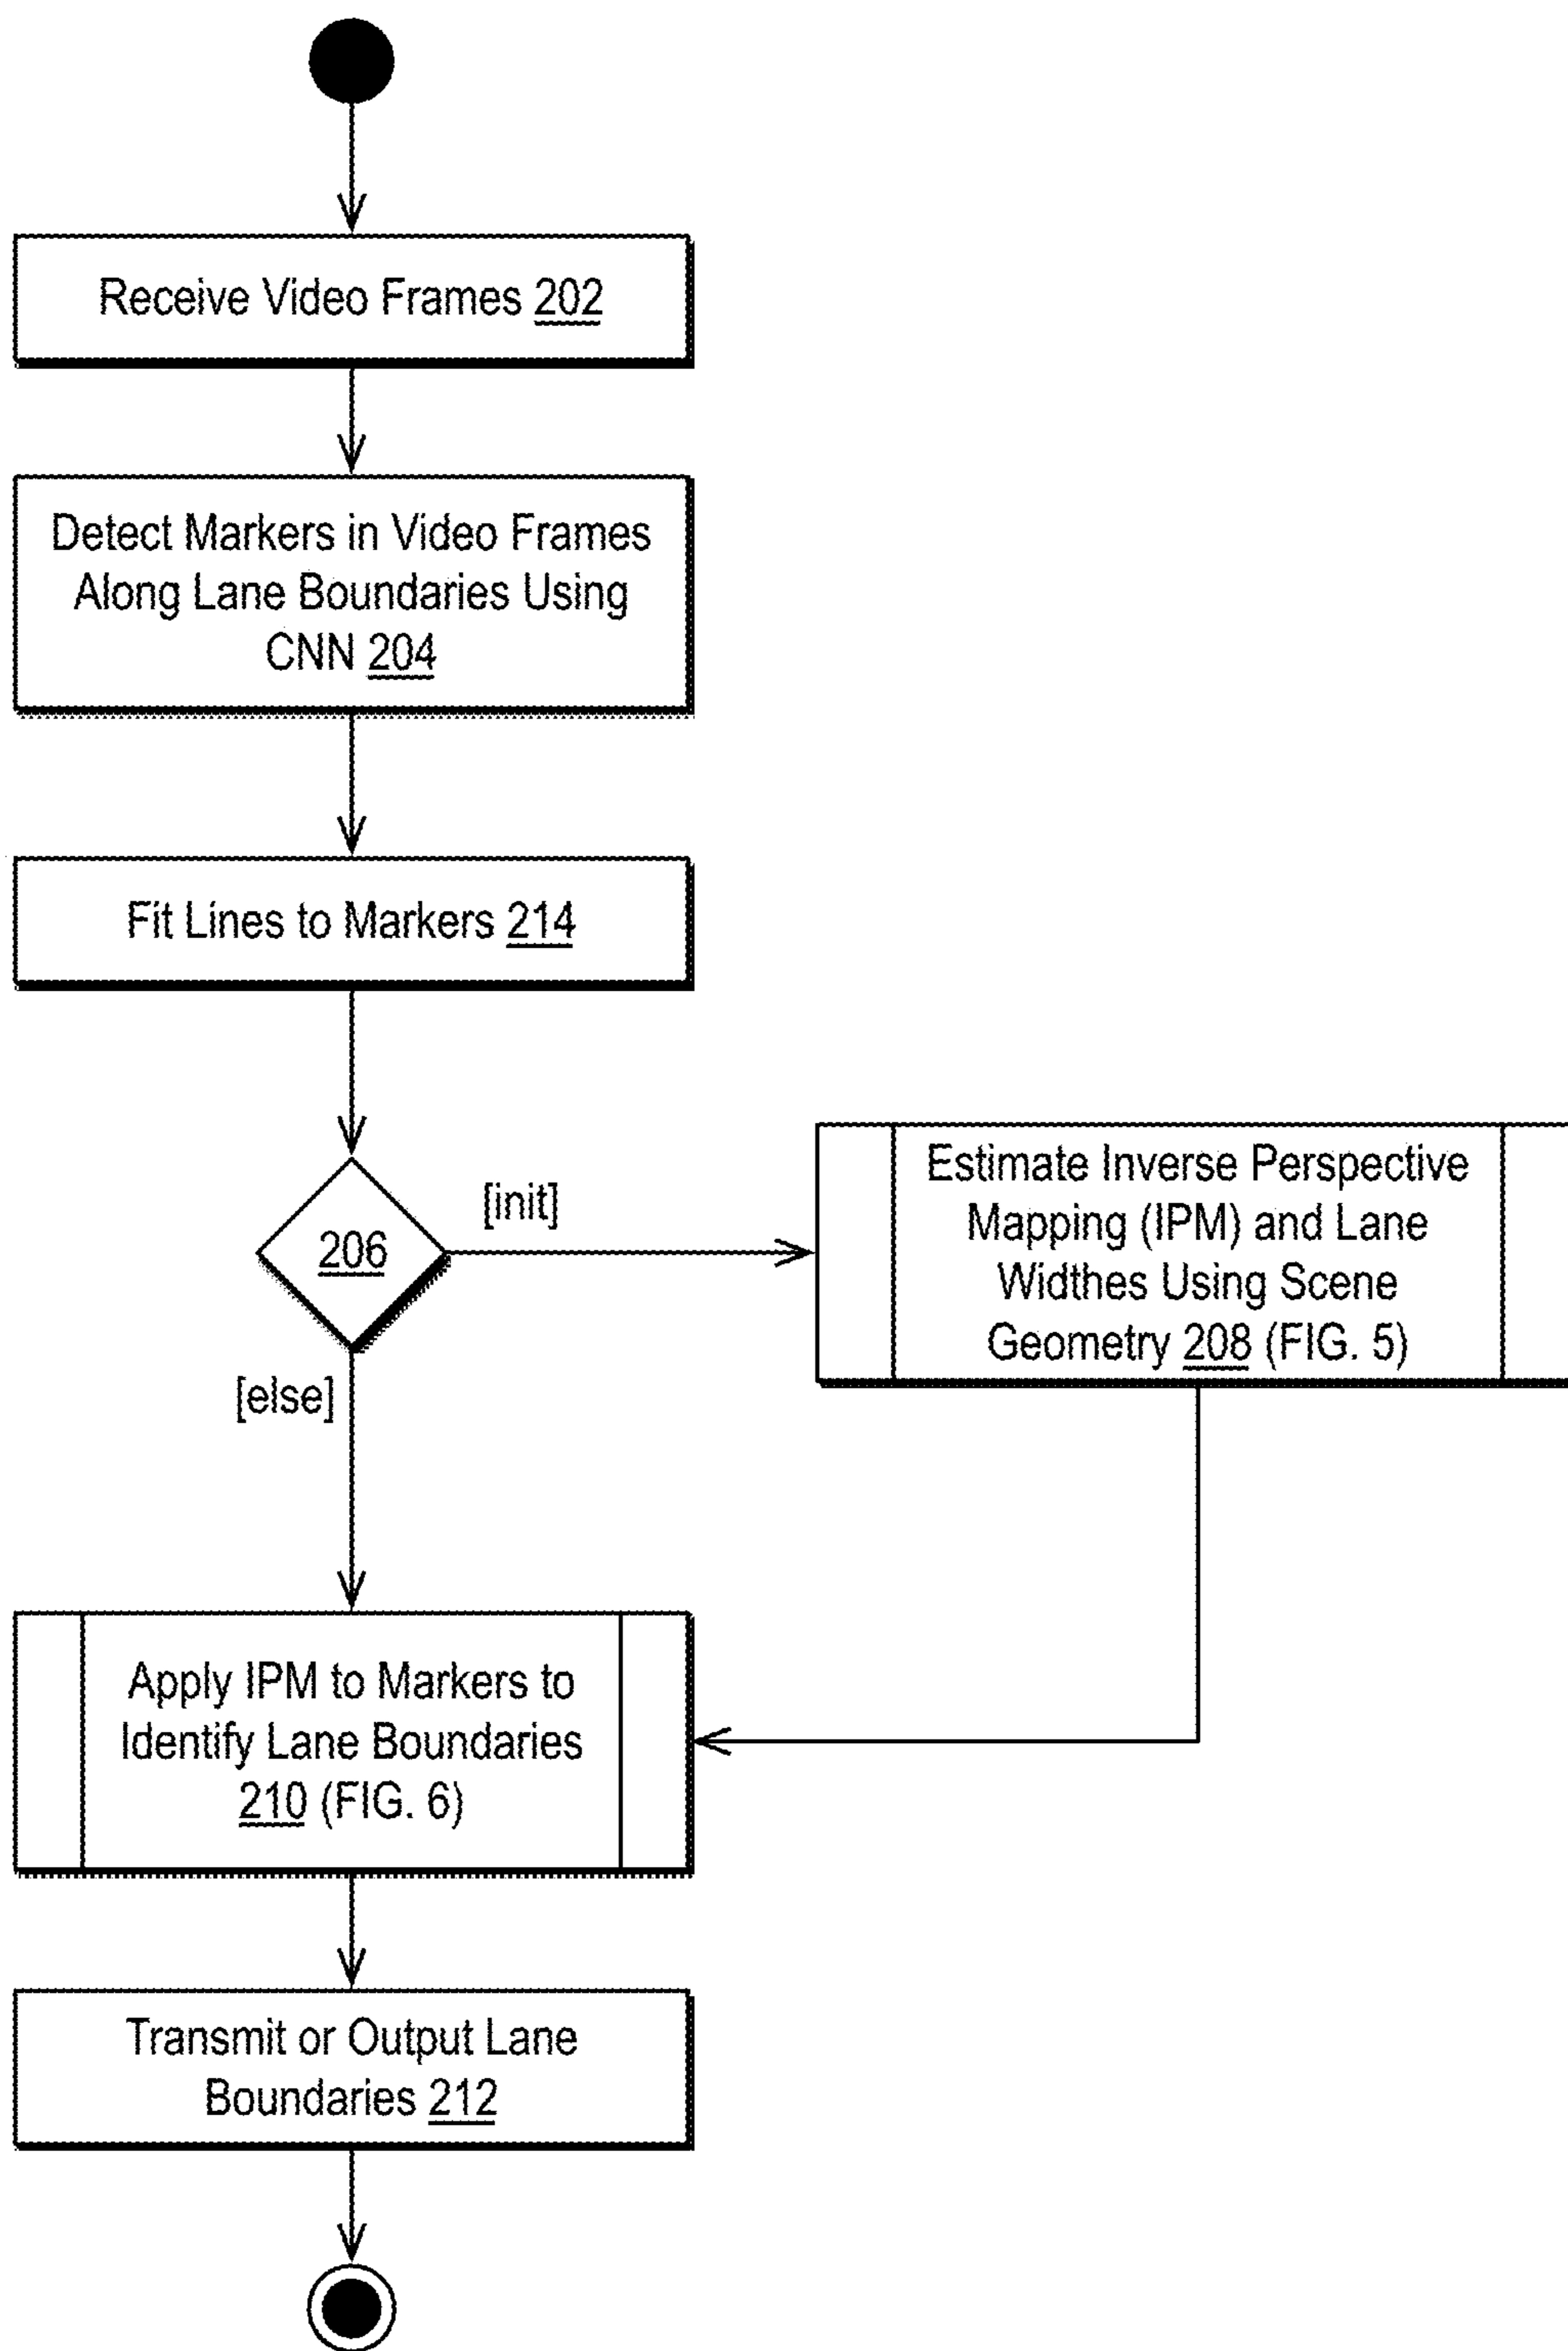 Receive Video Frames 202
Detect Markers in Video Frames
Along Lane Boundaries Using
CNN 204
Fit Lines to Markers 214
206
[init]
Estimate Inverse Perspective
Mapping (IPM) and Lane
Widthes Using Scene
Geometry 208 (FIG. 5)
[else]
Apply IPM to Markers to
Identify Lane Boundaries
210 (FIG. 6)
Transmit or Output Lane
Boundaries 212